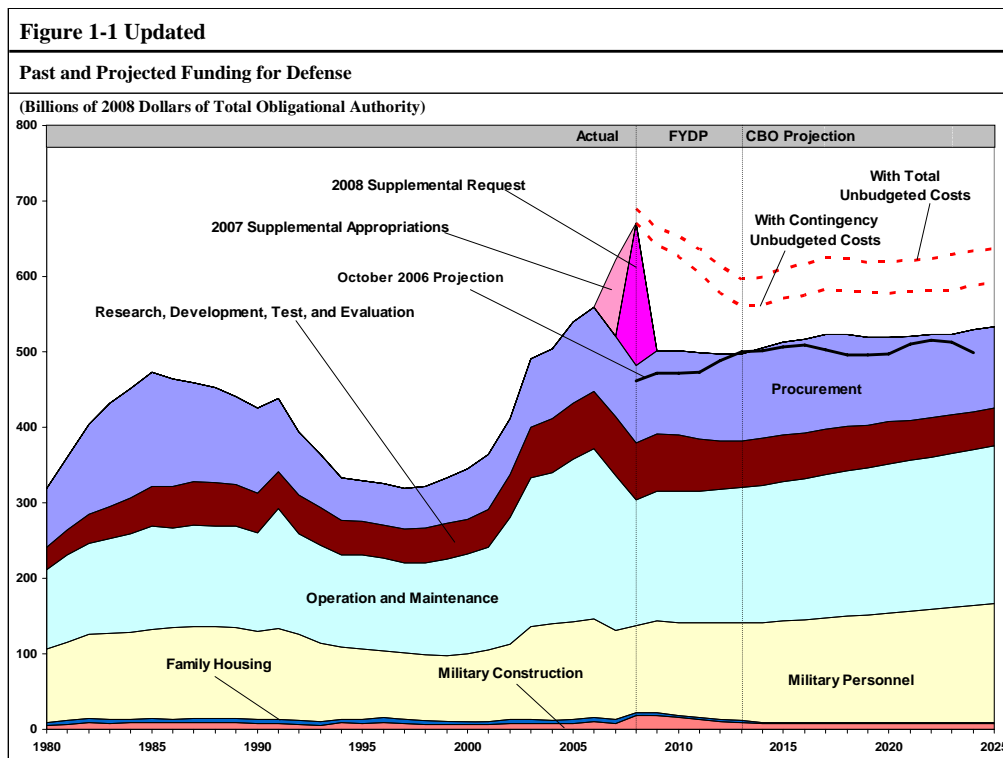 Figure 1-1 Updated
Past and Projected Funding for Defense
(Billions of 2008 Dollars of Total Obligational Authority)
800
Actual
FYDP
CBO Projection
With Total
Unbudgeted Costs
2008 Supplemental Request
700
With Contingency
Unbudgeted Costs
2007 Supplemental Appropriations
600
October 2006 Projection
Research, Development, Test, and Evaluation
500
Procurement
400
300
200
Operation and Maintenance
100
Family Housing
Military Construction
Military Personnel
0
1980
1985
1990
1995
2000
2005
2010
2015
2020
2025